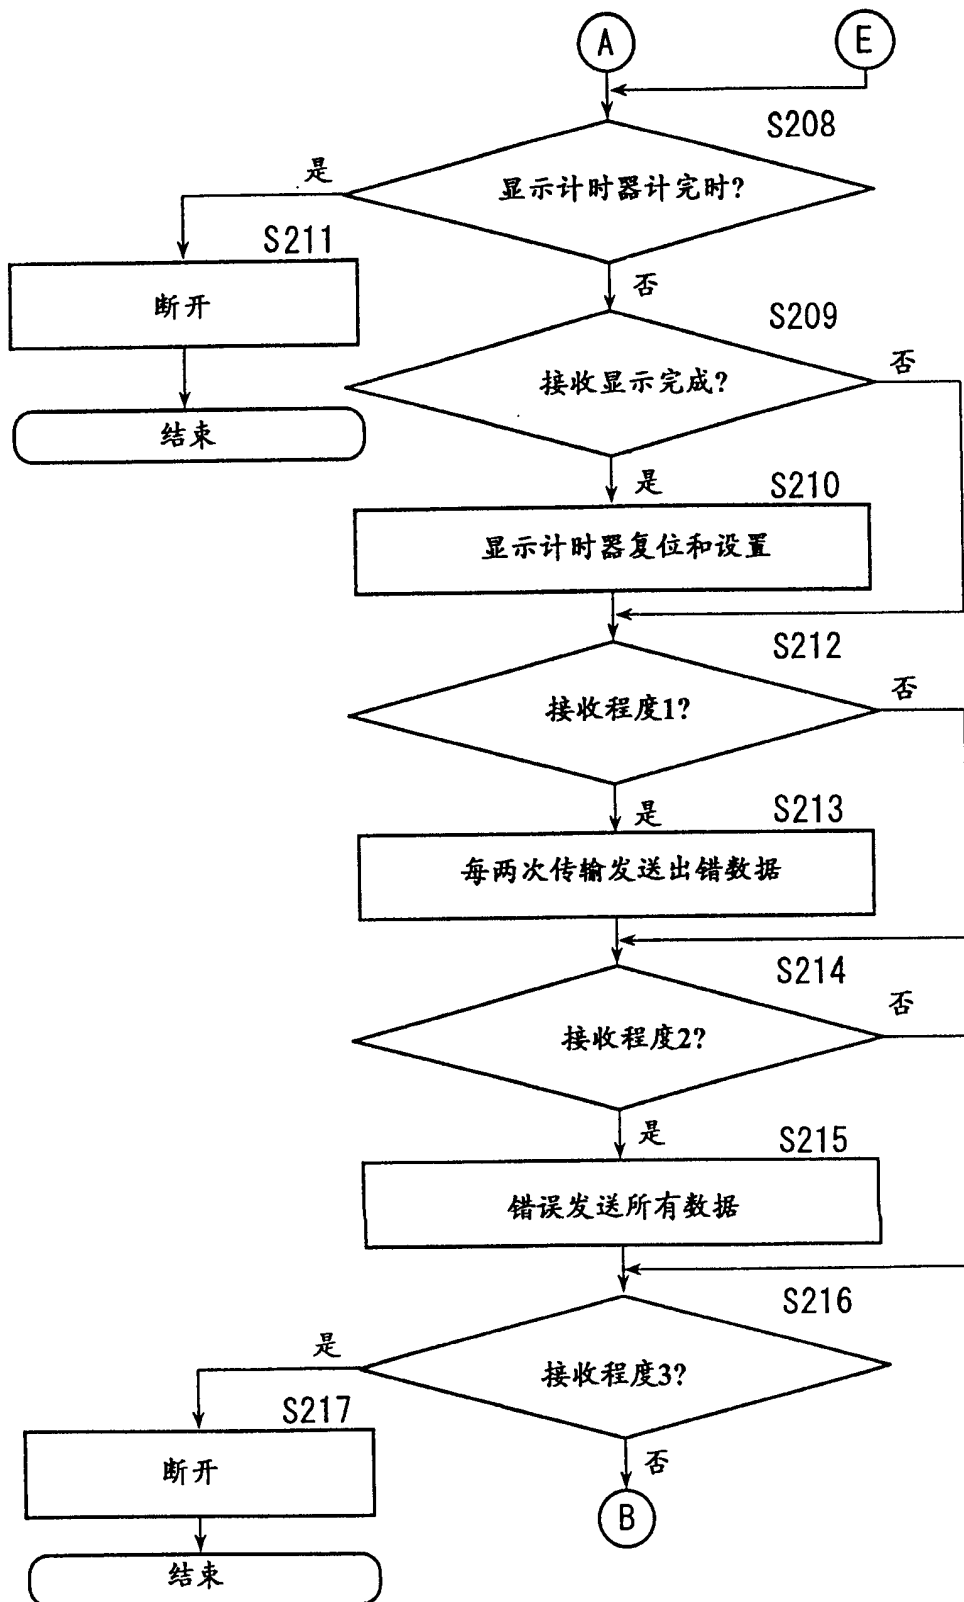 A
E
S208
是
显示计时器计完时?
S211
断开
否
S209
否
接收显示完成?
结束
是
S210
显示计时器复位和设置
S212
否
接收程度1?
S213
是
每两次传输发送出错数据
S214
否
接收程度2?
是
S215
错误发送所有数据
S216
是
接收程度3?
S217
断开
否
B
结束